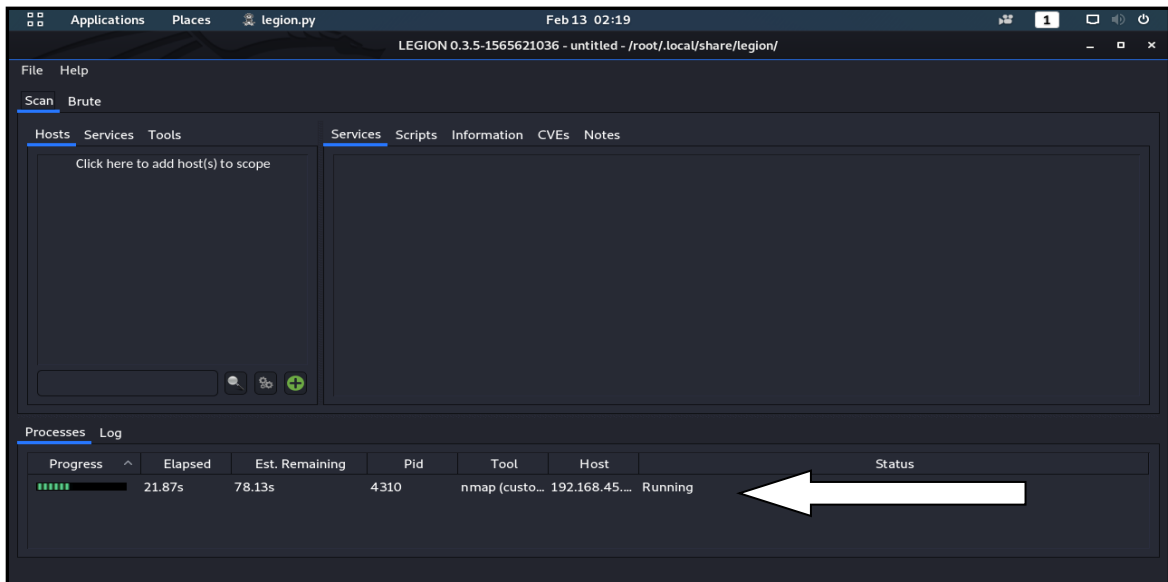 Applications Places legion.py Feb 13 02:19 1
LEGION 0.3.5-1565621036 - untitled - /root/.local/share/legion/
File Help
Scan Brute
Hosts Services Tools Services Scripts Information CVEs Notes
Click here to add host(s) to scope
Processes Log
Progress Elapsed Est. Remaining Pid Tool Host Status
21.87s 78.13s 4310 nmap (custo... 192.168.45.... Running